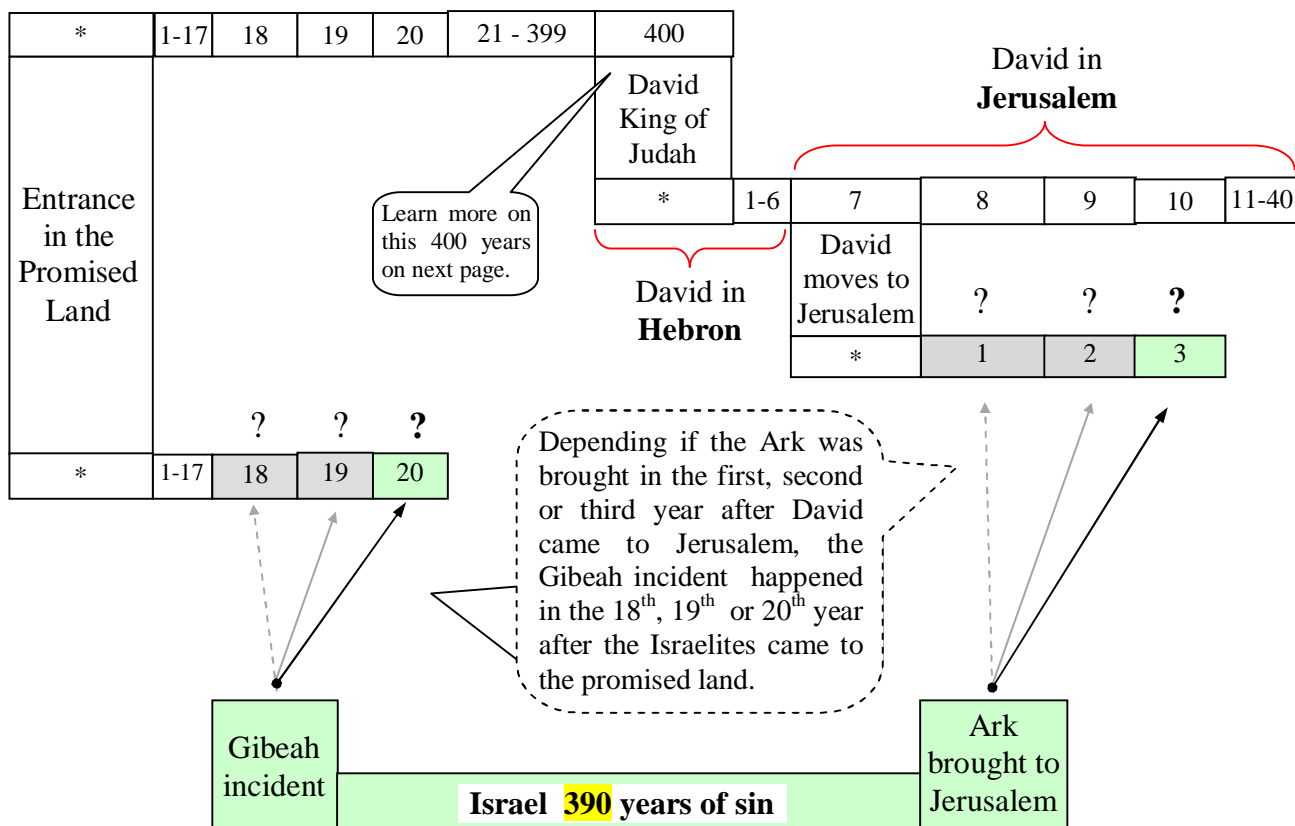 * 1-17 18 19 20 21 - 399 400
David in
Jerusalem
David
King of
Judah
Entrance
in the
Promised
Land
Learn more on
this 400 years
on next page.
* 1-6 7 8 9 10 11-40
David in
Hebron
David
moves to
Jerusalem
? ? ?
* 1 2 3
? ? ?
* 1-17 18 19 20
Depending if the Ark was
brought in the first, second
or third year after David
came to Jerusalem, the
Gibeah incident happened
in the 18th, 19th or 20th year
after the Israelites came to
the promised land.
Gibeah
incident
Ark
brought to
Jerusalem
Israel 390 years of sin